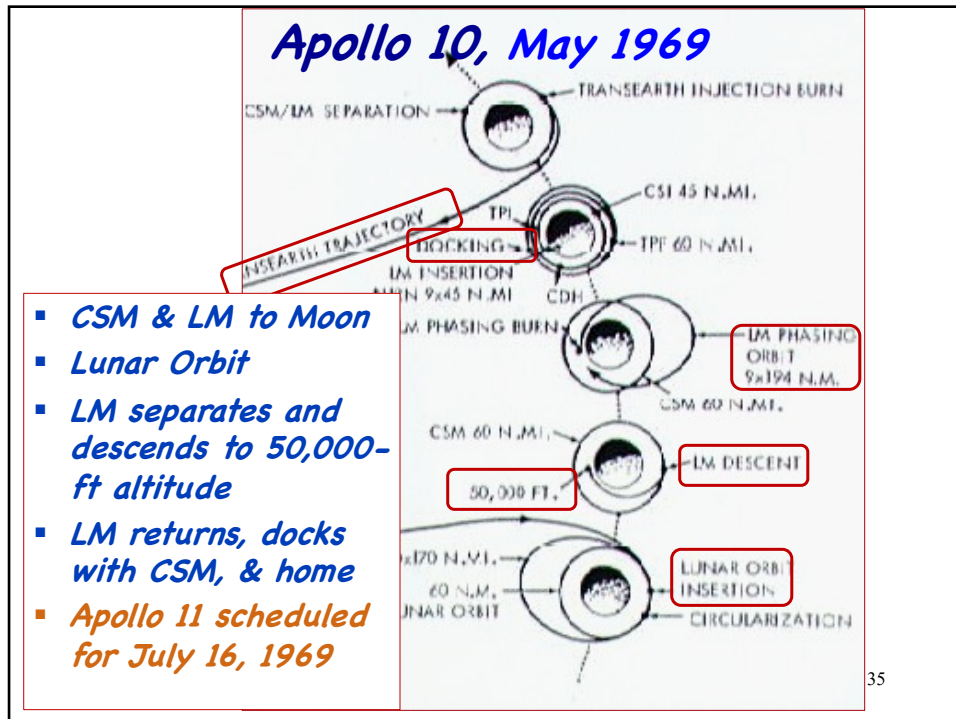 Apollo 10, May 1969
TRANSEARTH INJECTION BURN
CSM/LM SEPARATION
CSI 45 N.MI.
TPI
TRAJECTORY
DOCKING
TPF 60 N.MI.
LM INSERTION
9x45 N.MI
CDH
LM PHASING BURN
LM PHASING
ORBIT
9x194 N.M.
CSM 60 N.MI.
CSM 60 N.MI.
LM DESCENT
50,000 FT.
60 N.M.
LUNAR ORBIT
INSERTION
CIRCULARIZATION
▪ CSM & LM to Moon
▪ Lunar Orbit
▪ LM separates and
descends to 50,000-
ft altitude
▪ LM returns, docks
with CSM, & home
▪ Apollo 11 scheduled
for July 16, 1969
35